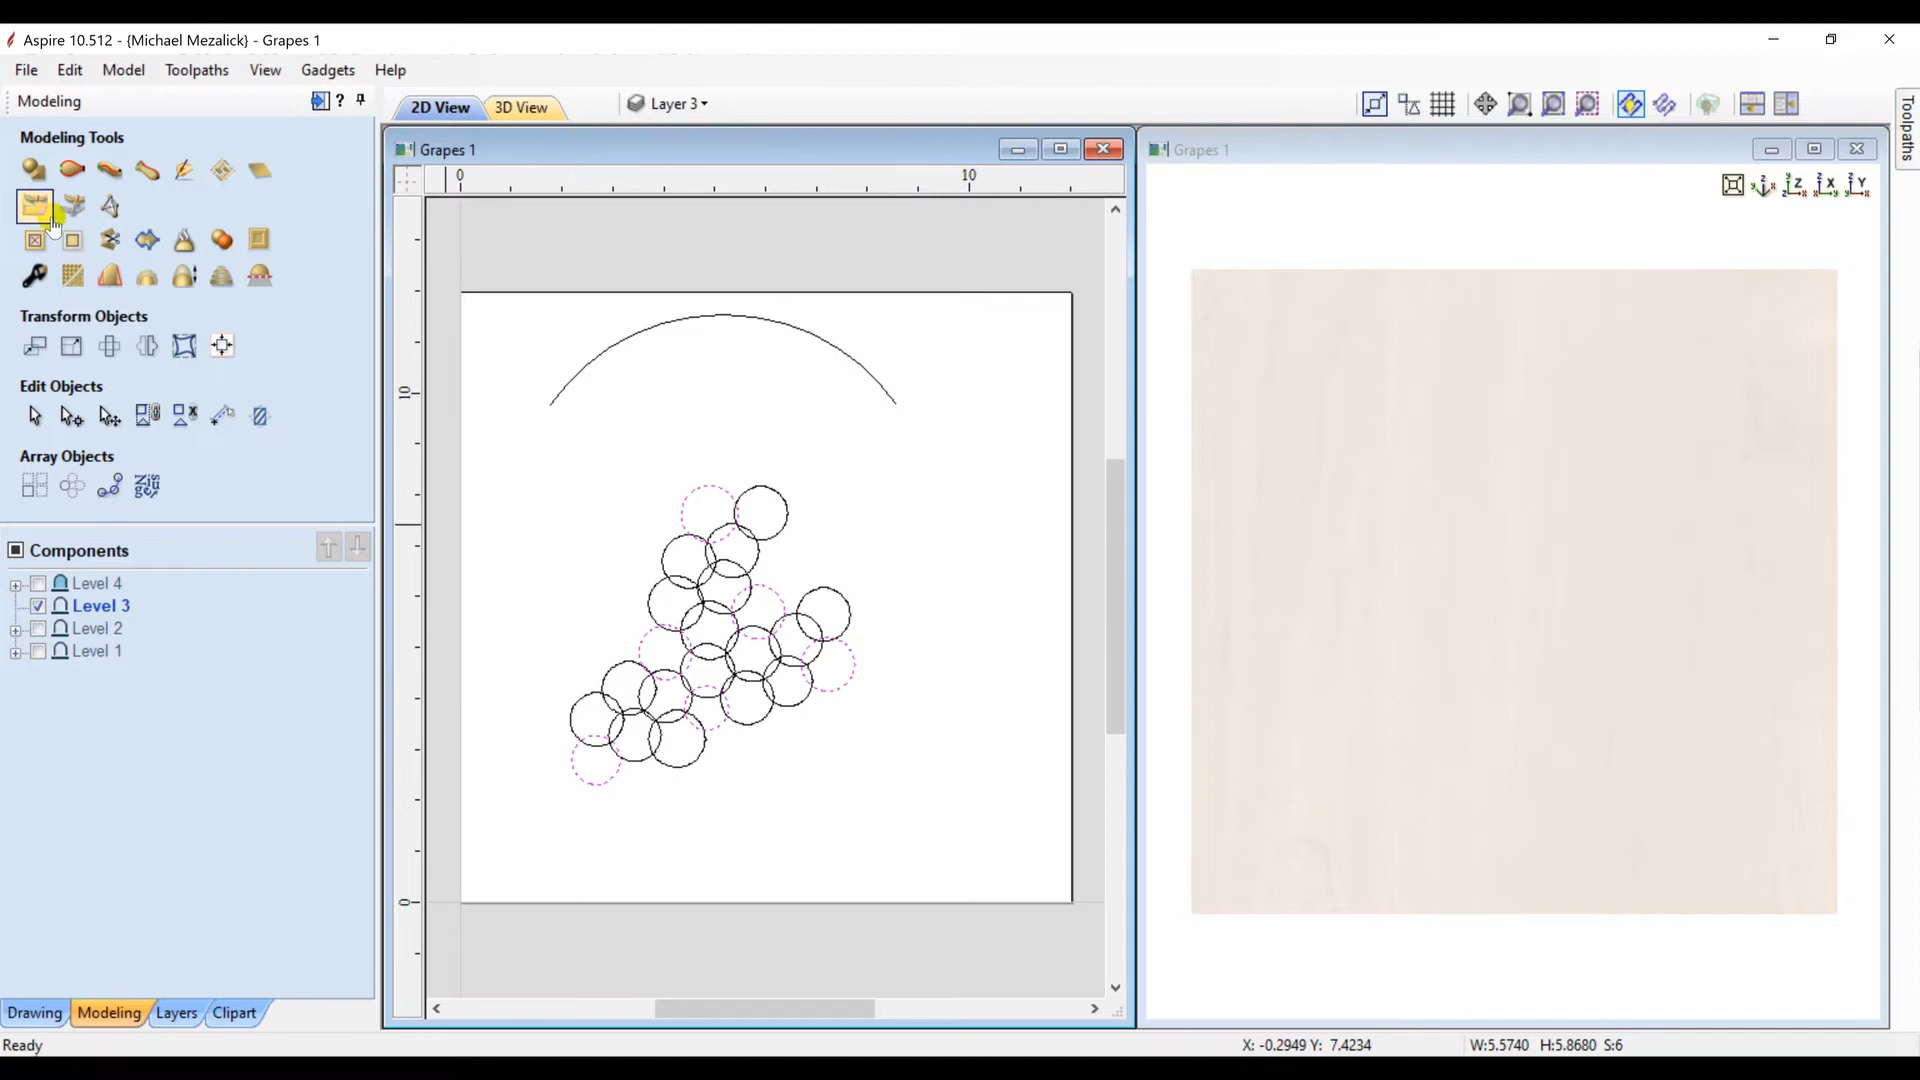 Aspire 10.512 - {Michael Mezalick} - Grapes 1
File Edit Model Toolpaths View Gadgets Help
Modeling
?
2D View 3D View Layer 3
Toolpaths
Modeling Tools
Grapes 1
Grapes 1
0 10
Z X Y
Transform Objects
Edit Objects
10
Array Objects
Components
Level 4
Level 3
Level 2
Level 1
0
Drawing Modeling Layers Clipart
Ready
X: -0.2949 Y: 7.4234
W:5.5740 H:5.8680 S:6